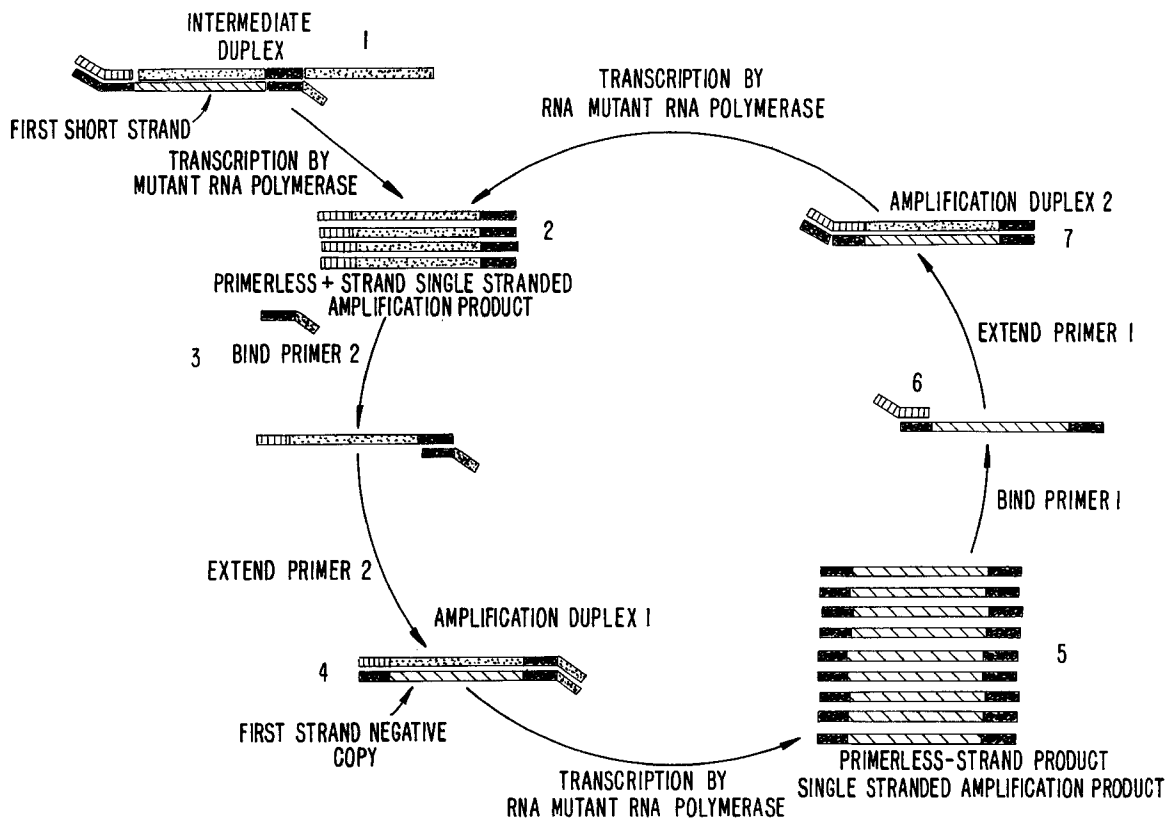 INTERMEDIATE
DUPLEX
1
FIRST SHORT STRAND
TRANSCRIPTION BY
MUTANT RNA POLYMERASE
TRANSCRIPTION BY
RNA MUTANT RNA POLYMERASE
2
PRIMERLESS + STRAND SINGLE STRANDED
AMPLIFICATION PRODUCT
AMPLIFICATION DUPLEX 2
7
3 BIND PRIMER 2
EXTEND PRIMER 1
6
BIND PRIMER 1
EXTEND PRIMER 2
AMPLIFICATION DUPLEX 1
4
FIRST STRAND NEGATIVE
COPY
5
PRIMERLESS-STRAND PRODUCT
SINGLE STRANDED AMPLIFICATION PRODUCT
TRANSCRIPTION BY
RNA MUTANT RNA POLYMERASE